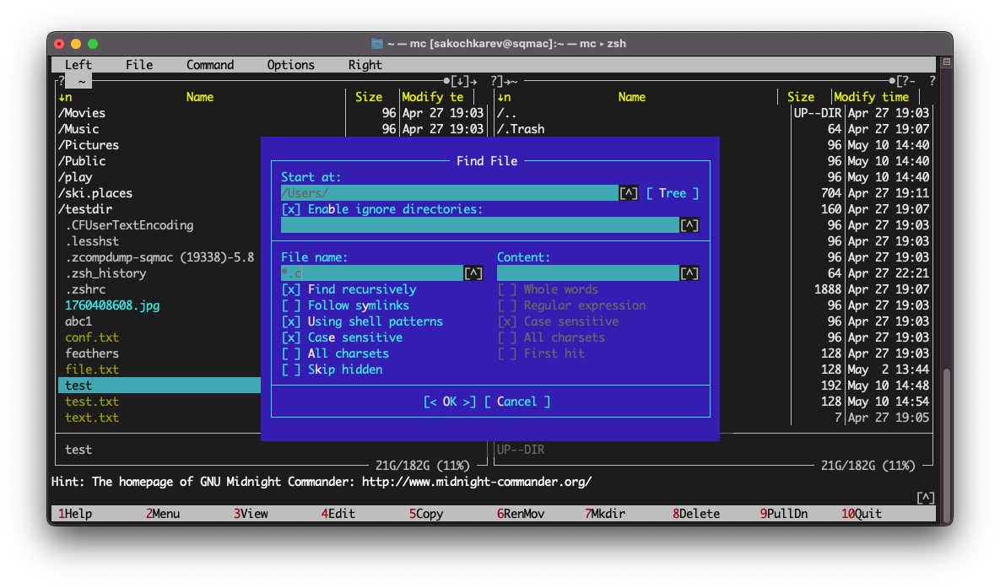 ~ — mc [sakochkarev@sqmac]:~ — mc ▸ zsh
Left File Command Options Right
? ~ [↓] ?] ~ [?- ?
↓n Name Size Modify te ↓n Name Size Modify time
/Movies 96 Apr 27 19:03 /.. UP--DIR Apr 27 19:03
/Music 96 Apr 27 19:03 /.Trash 64 Apr 27 19:07
/Pictures 96 May 10 14:40
/Public Find File 96 May 10 14:40
/play Start at: 96 May 10 14:40
/ski.places /Users/ [^] [ Tree ] 704 Apr 27 19:11
/testdir [x] Enable ignore directories: 160 Apr 27 19:07
.CFUserTextEncoding [^] 96 Apr 27 19:03
.lesshst 96 Apr 27 19:03
.zcompdump-sqmac (19338)-5.8 File name: Content: 96 Apr 27 19:03
.zsh_history *.c [^] [^] 64 Apr 22 22:21
.zshrc [x] Find recursively [ ] Whole words 1888 Apr 27 19:07
1760408608.jpg [ ] Follow symlinks [ ] Regular expression 96 Apr 27 19:03
abc1 [x] Using shell patterns [x] Case sensitive 96 Apr 27 19:03
conf.txt [x] Case sensitive [ ] All charsets 96 Apr 27 19:03
feathers [ ] All charsets [ ] First hit 128 Apr 27 19:03
file.txt [ ] Skip hidden 128 May 2 13:44
test 192 May 10 14:48
test.txt [< OK >] [ Cancel ] 128 May 10 14:54
text.txt 7 Apr 27 19:05
test UP--DIR
21G/182G (11%) 21G/182G (11%)
Hint: The homepage of GNU Midnight Commander: http://www.midnight-commander.org/
[^]
1Help 2Menu 3View 4Edit 5Copy 6RenMov 7Mkdir 8Delete 9PullDn 10Quit